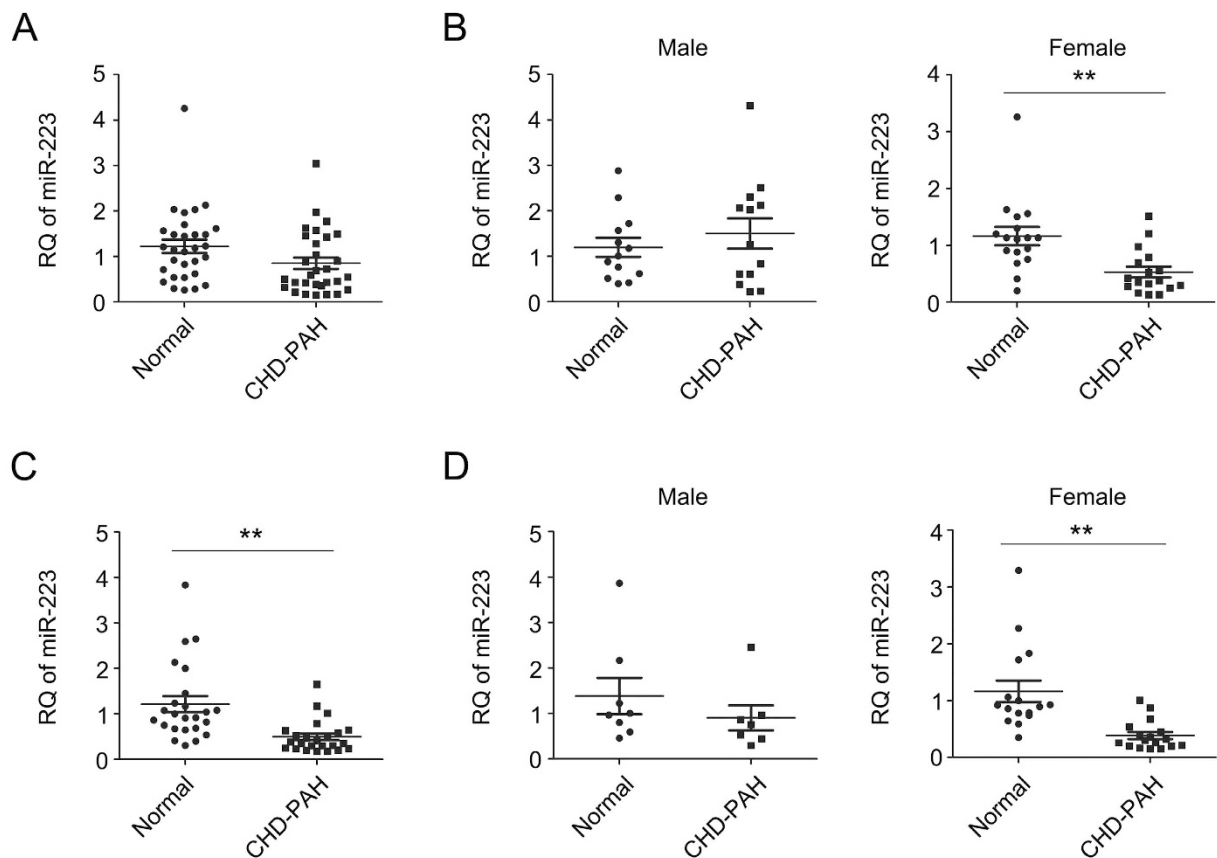 A
RQ of miR-223
5
4
3
2
1
0
Normal
CHD-PAH
B
Male
RQ of miR-223
5
4
3
2
1
0
Normal
CHD-PAH
Female
RQ of miR-223
4
3
2
1
0
**
Normal
CHD-PAH
C
RQ of miR-223
5
4
3
2
1
0
**
Normal
CHD-PAH
D
Male
RQ of miR-223
5
4
3
2
1
0
Normal
CHD-PAH
Female
RQ of miR-223
4
3
2
1
0
**
Normal
CHD-PAH